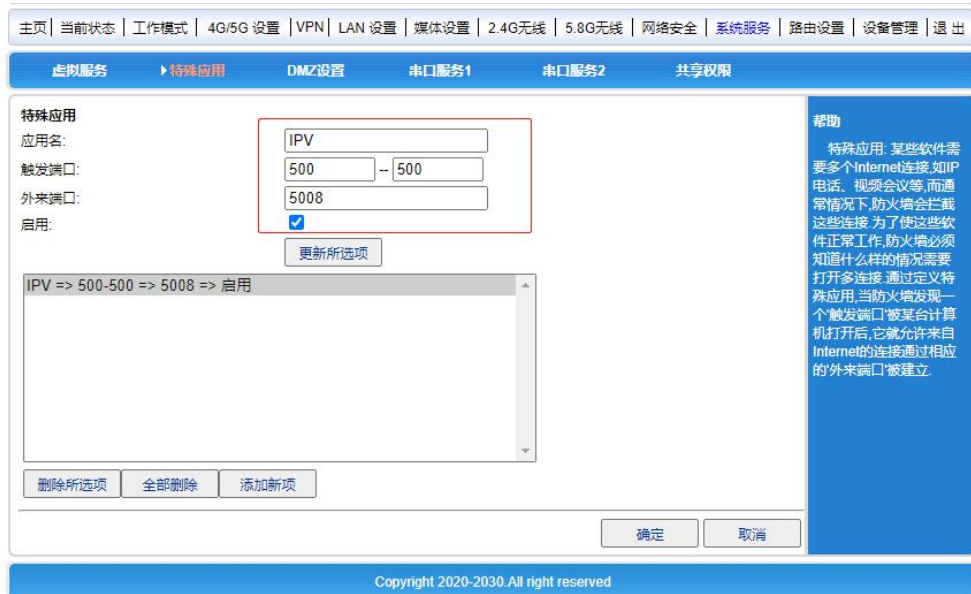 主页 | 当前状态 | 工作模式 | 4G/5G 设置 | VPN | LAN 设置 | 媒体设置 | 2.4G无线 | 5.8G无线 | 网络安全 | 系统服务 | 路由设置 | 设备管理 | 退 出
虚拟服务 特殊应用 DMZ设置 串口服务1 串口服务2 共享权限
特殊应用
应用名: IPV
触发端口: 500 -- 500
外来端口: 5008
启用:
更新所选项
IPV => 500-500 => 5008 => 启用
删除所选项 全部删除 添加新项
确定 取消
帮助
特殊应用: 某些软件需
要多个Internet连接,如IP
电话、视频会议等,而通
常情况下,防火墙会拦截
这些连接.为了使这些软
件正常工作,防火墙必须
知道什么样的情况需要
打开多连接.通过定义特
殊应用,当防火墙发现一
个'触发端口'被某台计算
机打开后,它就允许来自
Internet的连接通过相应
的'外来端口'被建立.
Copyright 2020-2030.All right reserved